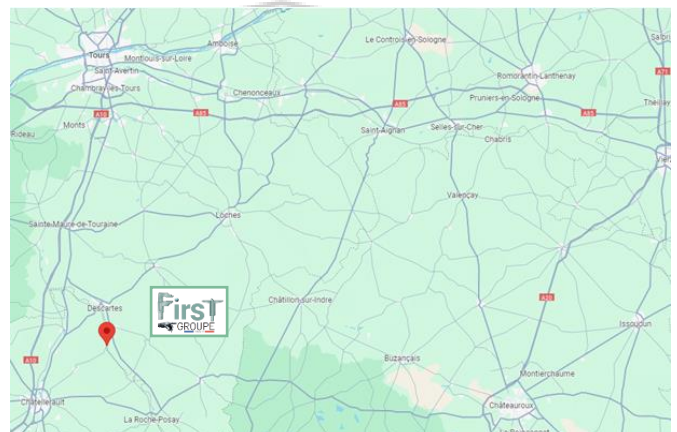 Tours
Amboise
Le Controis-en-Sologne
Montlouis-sur-Loire
Saint-Avertin
Romorantin-Lanthenay
A71
Chambray-lès-Tours
Chenonceaux
A85
Pruniers-en-Sologne
A10
A85
A85
Rideau
Monts
Saint-Aignan
Selles-sur-Cher
Chabris
Valençay
Loches
Sainte-Maure-de-Touraine
Descartes
FirsT
GROUPE
Châtillon-sur-Indre
A20
Issoudun
A10
Buzançais
Montierchaume
Châtellerault
Châteauroux
La Roche-Posay